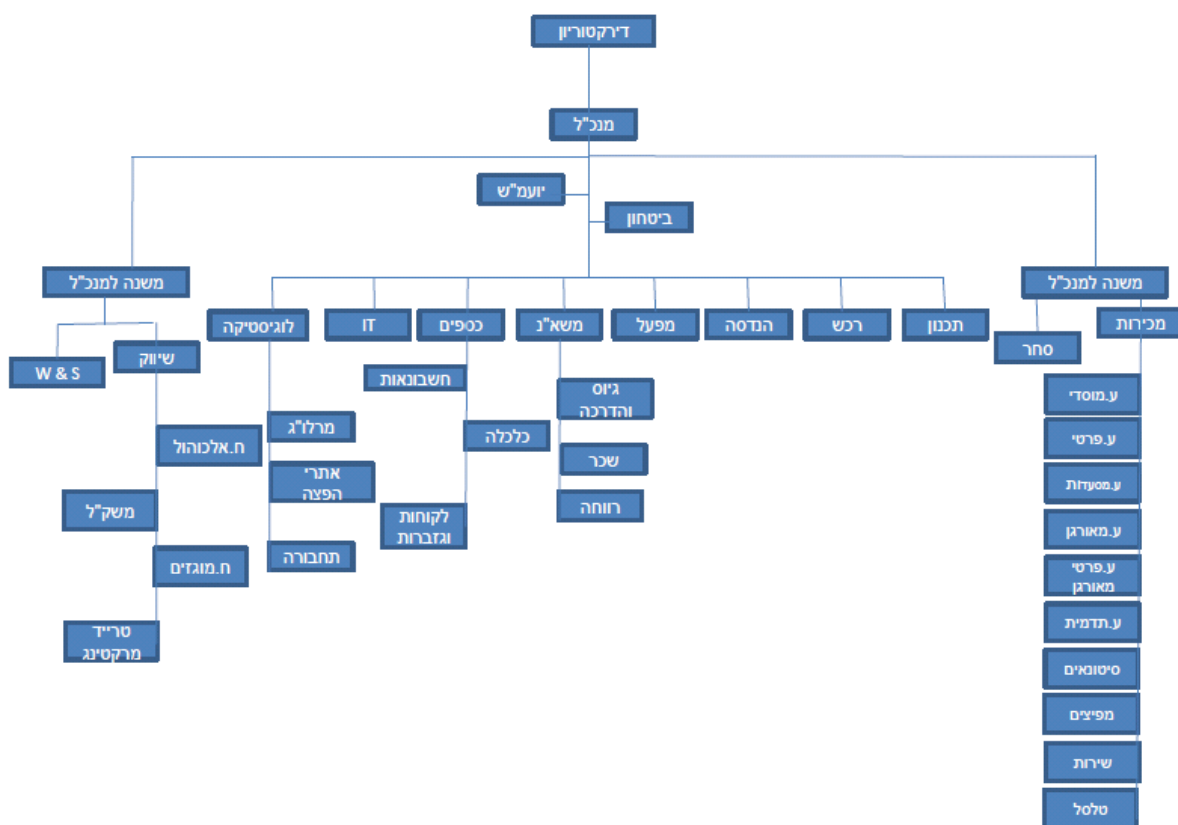 דירקטוריון
מנכ"ל
יועמ"ש
ביטחון
משנה למנכ"ל
מכירות
סחר
ע.מוסדי
ע.פרטי
ע.מסעדות
ע.מאורגן
ע.פרטי
מאורגן
ע.תדמית
סיטונאים
מפיצים
שירות
טלסל
תכנון
רכש
הנדסה
מפעל
משא"נ
גיוס
והדרכה
שכר
רווחה
כספים
חשבונאות
כלכלה
לקוחות
וגזברות
IT
לוגיסטיקה
מרלו"ג
אתרי
הפצה
תחבורה
משנה למנכ"ל
שיווק
W & S
ח.אלכוהול
משק"ל
ח.מוגזים
טרייד
מרקטינג